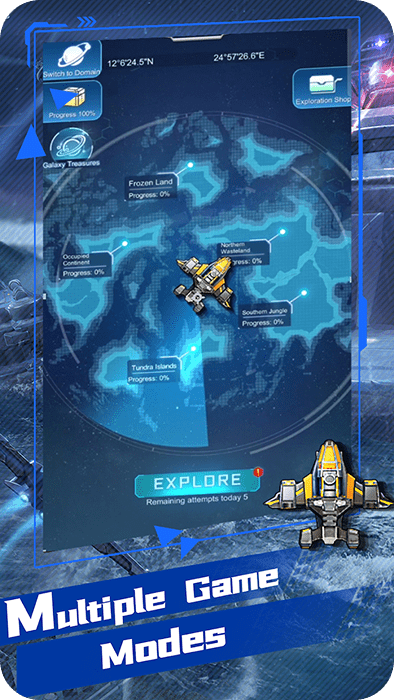 Switch to Domain
12°6'24.5"N
24°57'26.6"E
Progress 100%
Exploration Shop
Galaxy Treasures
Frozen Land
Progress: 0%
Occupied
Continent
Progress: 0%
Northern
Wasteland
Progress: 0%
Southern Jungle
Progress: 0%
Tundra Islands
Progress: 0%
EXPLORE
Remaining attempts today 5
Multiple Game
Modes